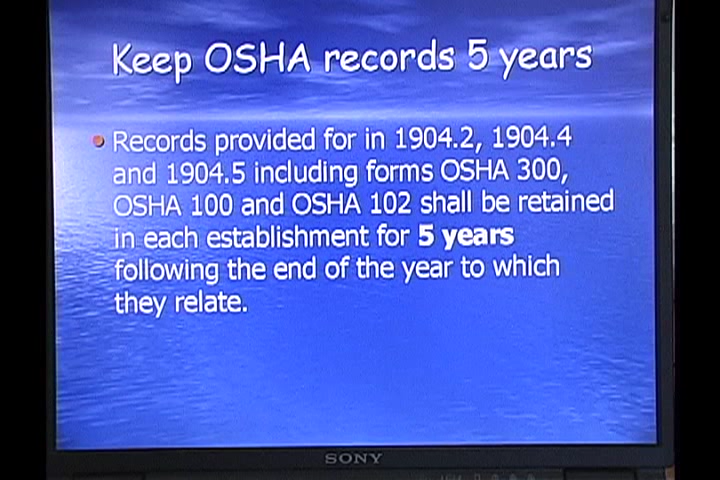 Keep OSHA records 5 years
Records provided for in 1904.2, 1904.4
and 1904.5 including forms OSHA 300,
OSHA 100 and OSHA 102 shall be retained
in each establishment for 5 years
following the end of the year to which
they relate.
SONY